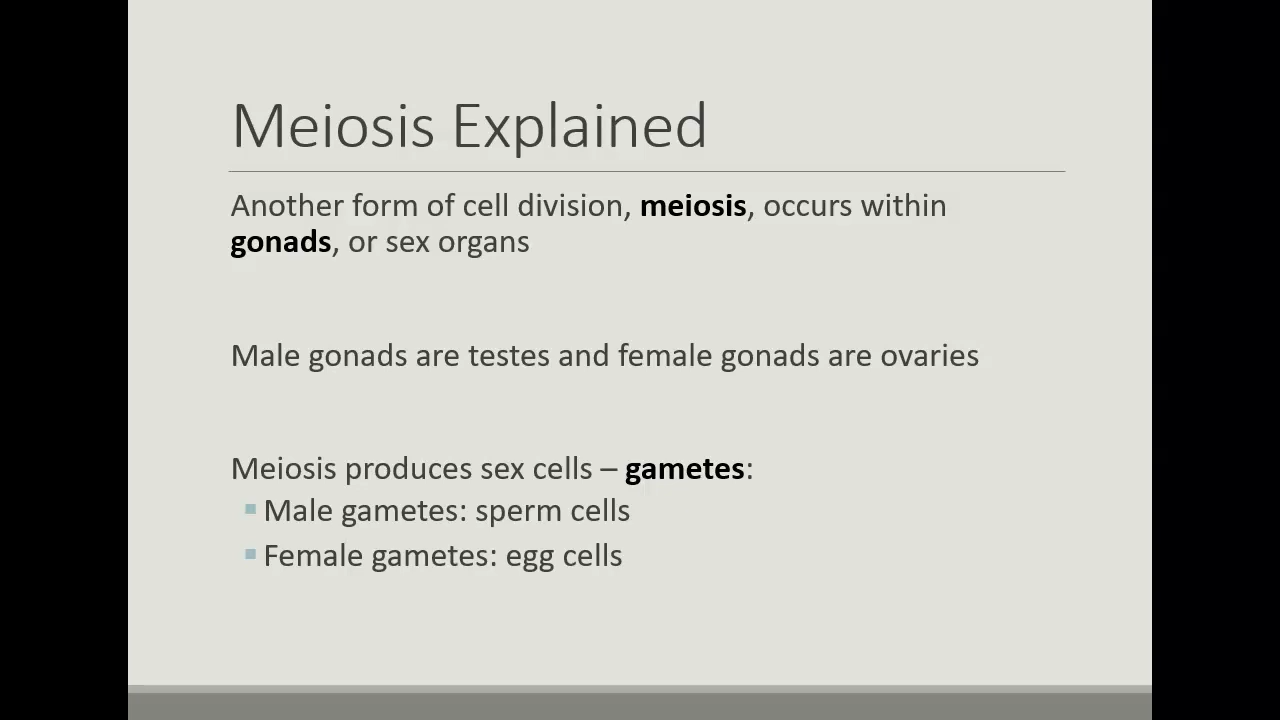 Meiosis Explained
Another form of cell division, meiosis, occurs within
gonads, or sex organs
Male gonads are testes and female gonads are ovaries
Meiosis produces sex cells – gametes:
▪ Male gametes: sperm cells
▪ Female gametes: egg cells